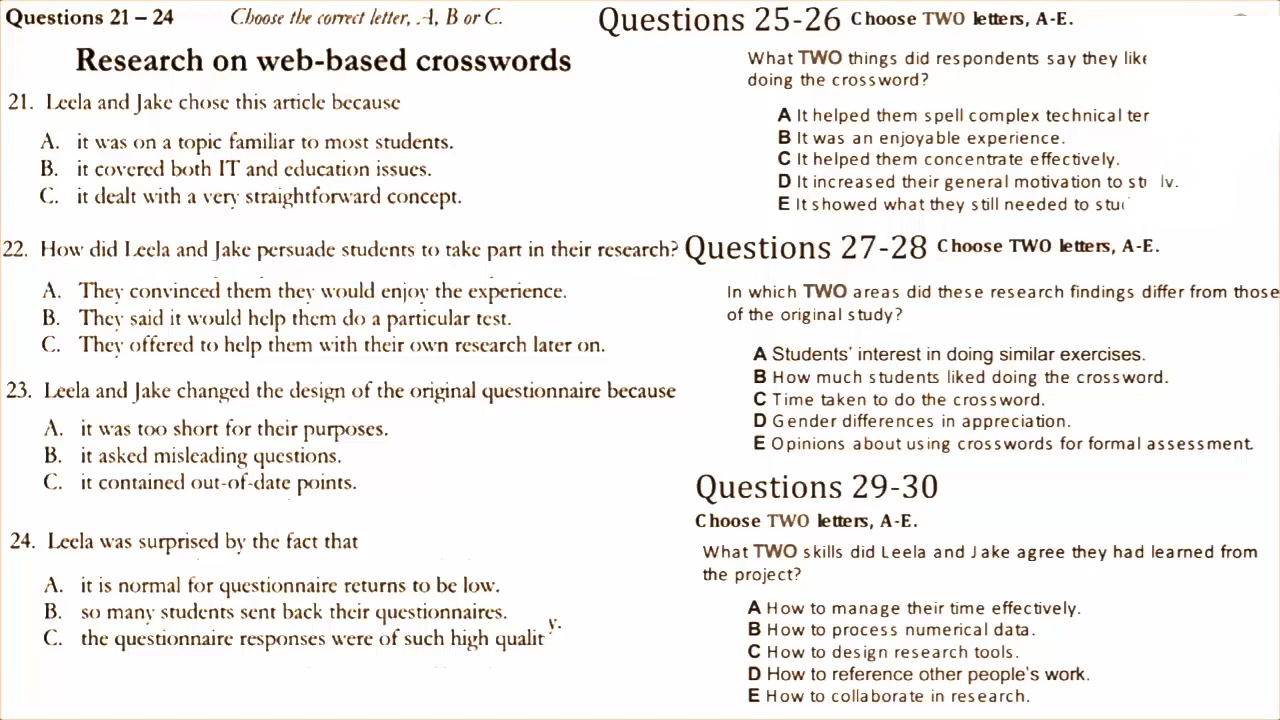 Questions 21 – 24 Choose the correct letter, A, B or C.
Research on web-based crosswords
21. Leela and Jake chose this article because
A. it was on a topic familiar to most students.
B. it covered both IT and education issues.
C. it dealt with a very straightforward concept.
22. How did Leela and Jake persuade students to take part in their research?
A. They convinced them they would enjoy the experience.
B. They said it would help them do a particular test.
C. They offered to help them with their own research later on.
23. Leela and Jake changed the design of the original questionnaire because
A. it was too short for their purposes.
B. it asked misleading questions.
C. it contained out-of-date points.
24. Leela was surprised by the fact that
A. it is normal for questionnaire returns to be low.
B. so many students sent back their questionnaires.
C. the questionnaire responses were of such high quality.
Questions 25-26 Choose TWO letters, A-E.
What TWO things did respondents say they like
doing the crossword?
A It helped them spell complex technical ter
B It was an enjoyable experience.
C It helped them concentrate effectively.
D It increased their general motivation to
E It showed what they still needed to
Questions 27-28 Choose TWO letters, A-E.
In which TWO areas did these research findings differ from those
of the original study?
A Students' interest in doing similar exercises.
B How much students liked doing the crossword.
C Time taken to do the crossword.
D Gender differences in appreciation.
E Opinions about using crosswords for formal assessment.
Questions 29-30
Choose TWO letters, A-E.
What TWO skills did Leela and Jake agree they had learned from
the project?
A How to manage their time effectively.
B How to process numerical data.
C How to design research tools.
D How to reference other people's work.
E How to collaborate in research.